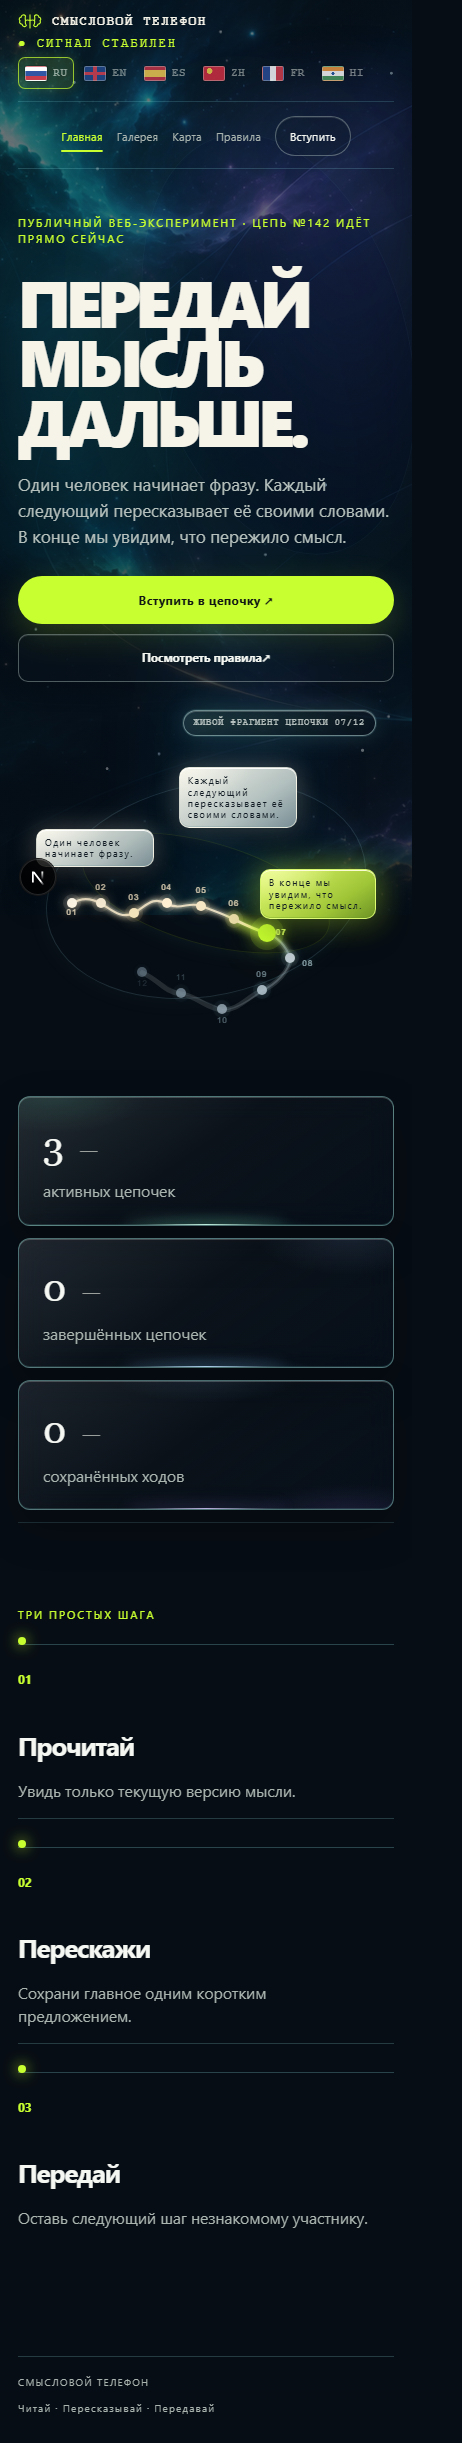 СМЫСЛОВОЙ ТЕЛЕФОН
СИГНАЛ СТАБИЛЕН
RU EN ES ZH FR HI
Главная Галерея Карта Правила Вступить
ПУБЛИЧНЫЙ ВЕБ-ЭКСПЕРИМЕНТ · ЦЕПЬ №142 ИДЁТ
ПРЯМО СЕЙЧАС
ПЕРЕДАЙ
МЫСЛЬ
ДАЛЬШЕ.
Один человек начинает фразу. Каждый
следующий пересказывает её своими словами.
В конце мы увидим, что пережило смысл.
Вступить в цепочку ↗
Посмотреть правила↗
ЖИВОЙ ФРАГМЕНТ ЦЕПОЧКИ 07/12
Каждый
следующий
пересказывает её
своими словами.
Один человек
начинает фразу.
В конце мы
увидим, что
пережило смысл.
N
01
02
03
04
05
06
07
08
09
10
11
12
3 —
активных цепочек
0 —
завершённых цепочек
0 —
сохранённых ходов
ТРИ ПРОСТЫХ ШАГА
01
Прочитай
Увидь только текущую версию мысли.
02
Перескажи
Сохрани главное одним коротким
предложением.
03
Передай
Оставь следующий шаг незнакомому участнику.
СМЫСЛОВОЙ ТЕЛЕФОН
Читай · Пересказывай · Передавай